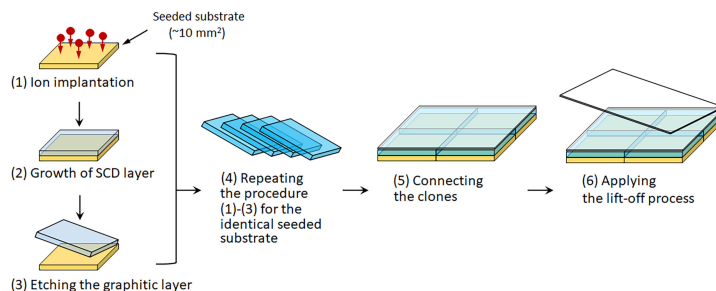 Seeded substrate
(~10 mm²)
(1) Ion implantation
(2) Growth of SCD layer
(3) Etching the graphitic layer
(4) Repeating
the procedure
(1)-(3) for the
identical seeded
substrate
(5) Connecting
the clones
(6) Applying
the lift-off process